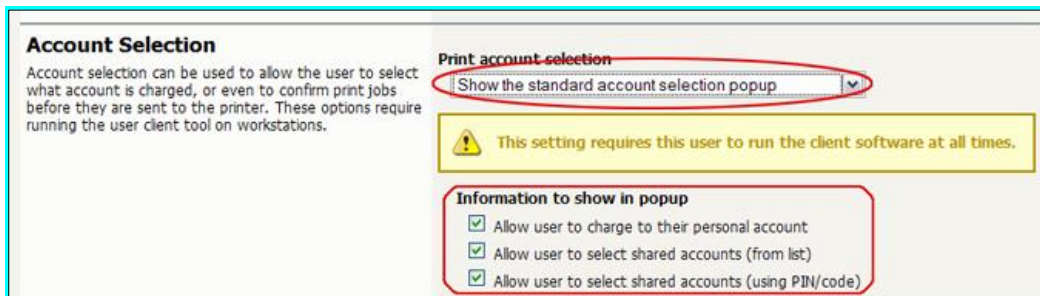 Account Selection
Account selection can be used to allow the user to select
what account is charged, or even to confirm print jobs
before they are sent to the printer. These options require
running the user client tool on workstations.
Print account selection
Show the standard account selection popup
This setting requires this user to run the client software at all times.
Information to show in popup
Allow user to charge to their personal account
Allow user to select shared accounts (from list)
Allow user to select shared accounts (using PIN/code)